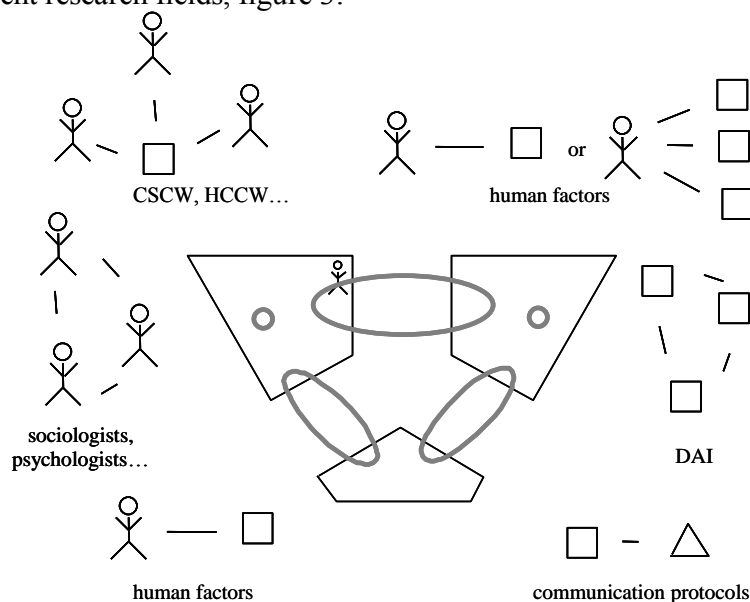 ent research fields, figure 3.
CSCW, HCCW…
or
human factors
sociologists,
psychologists…
DAI
human factors
communication protocols